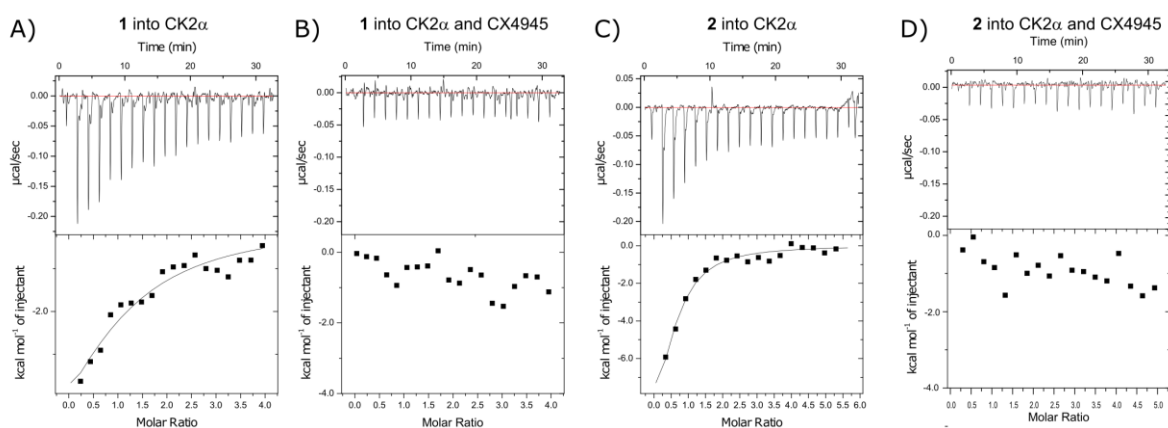 A) 1 into CK2α
Time (min)
0 10 20 30
0.00
-0.05
-0.10
-0.15
-0.20
µcal/sec
-2.0
kcal mol⁻¹ of injectant
0.0 0.5 1.0 1.5 2.0 2.5 3.0 3.5 4.0
Molar Ratio
B) 1 into CK2α and CX4945
Time (min)
0 10 20 30
0.00
-0.05
-0.10
-0.15
-0.20
µcal/sec
0.0
-2.0
-4.0
kcal mol⁻¹ of injectant
0.0 0.5 1.0 1.5 2.0 2.5 3.0 3.5 4.0
Molar Ratio
C) 2 into CK2α
Time (min)
0 10 20 30
0.05
0.00
-0.05
-0.10
-0.15
-0.20
µcal/sec
0.0
-2.0
-4.0
-6.0
kcal mol⁻¹ of injectant
0.0 0.5 1.0 1.5 2.0 2.5 3.0 3.5 4.0 4.5 5.0 5.5 6.0
Molar Ratio
D) 2 into CK2α and CX4945
Time (min)
0 10 20 30
0.00
-0.05
-0.10
-0.15
-0.20
µcal/sec
0.0
-2.0
-4.0
kcal mol⁻¹ of injectant
0.0 0.5 1.0 1.5 2.0 2.5 3.0 3.5 4.0 4.5 5.0
Molar Ratio